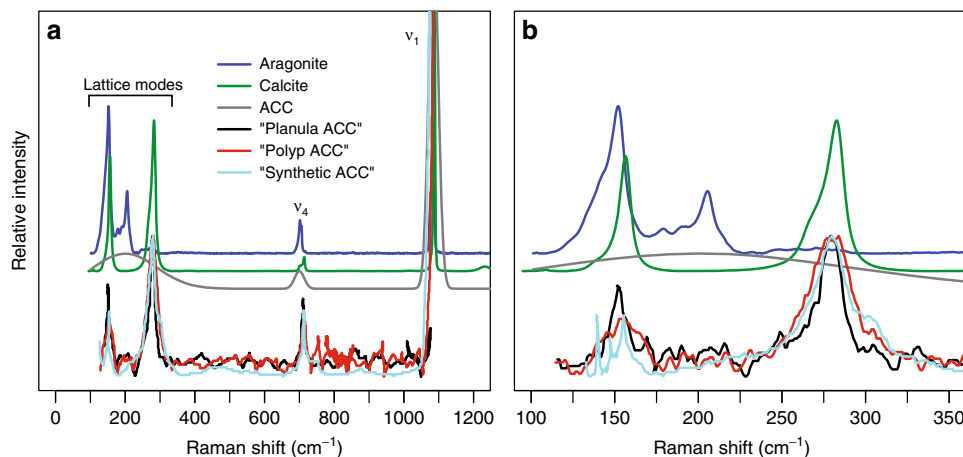 a
b
ν1
Lattice modes
Aragonite
Calcite
ACC
"Planula ACC"
"Polyp ACC"
"Synthetic ACC"
ν4
Relative intensity
0 200 400 600 800 1000 1200
100 150 200 250 300 350
Raman shift (cm−1)
Raman shift (cm−1)